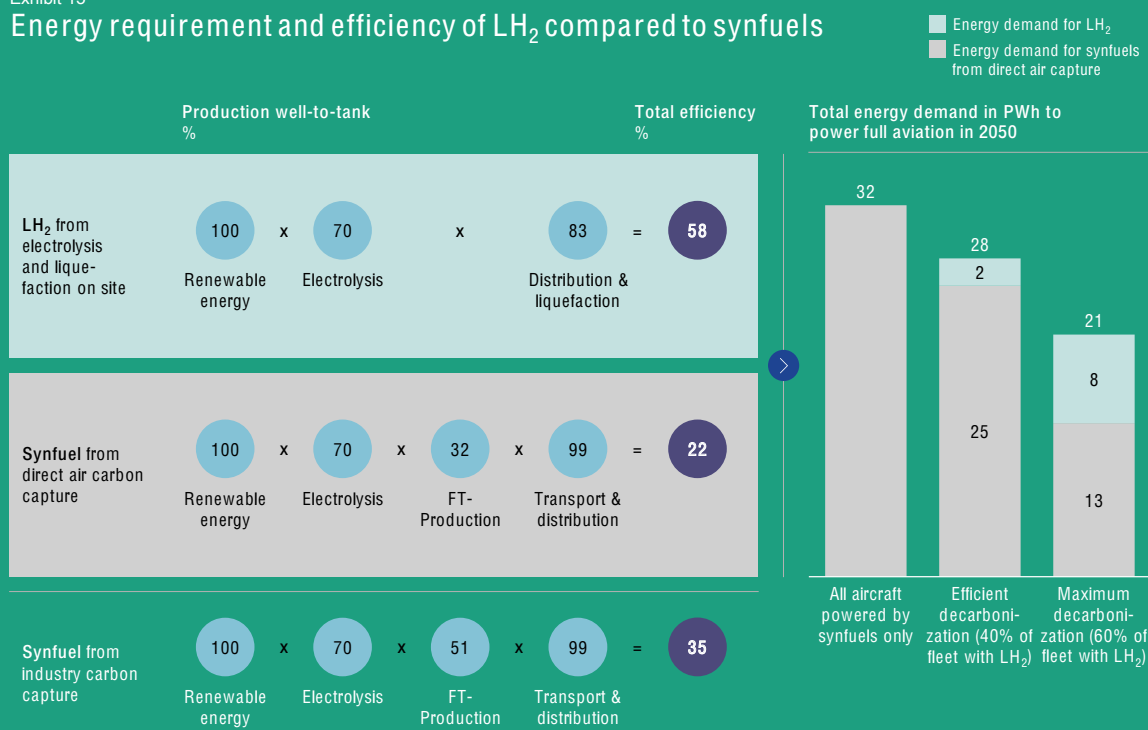 Exhibit 15
Energy requirement and efficiency of LH₂ compared to synfuels
Energy demand for LH₂
Energy demand for synfuels
from direct air capture
Production well-to-tank
%
Total efficiency
%
LH₂ from
electrolysis
and lique-
faction on site
100 x 70 x 83 = 58
Renewable
energy
Electrolysis
Distribution &
liquefaction
Synfuel from
direct air carbon
capture
100 x 70 x 32 x 99 = 22
Renewable
energy
Electrolysis
FT-
Production
Transport &
distribution
Synfuel from
industry carbon
capture
100 x 70 x 51 x 99 = 35
Renewable
energy
Electrolysis
FT-
Production
Transport &
distribution
Total energy demand in PWh to
power full aviation in 2050
32
28
2
25
21
8
13
All aircraft
powered by
synfuels only
Efficient
decarboni-
zation (40% of
fleet with LH₂)
Maximum
decarboni-
zation (60% of
fleet with LH₂)